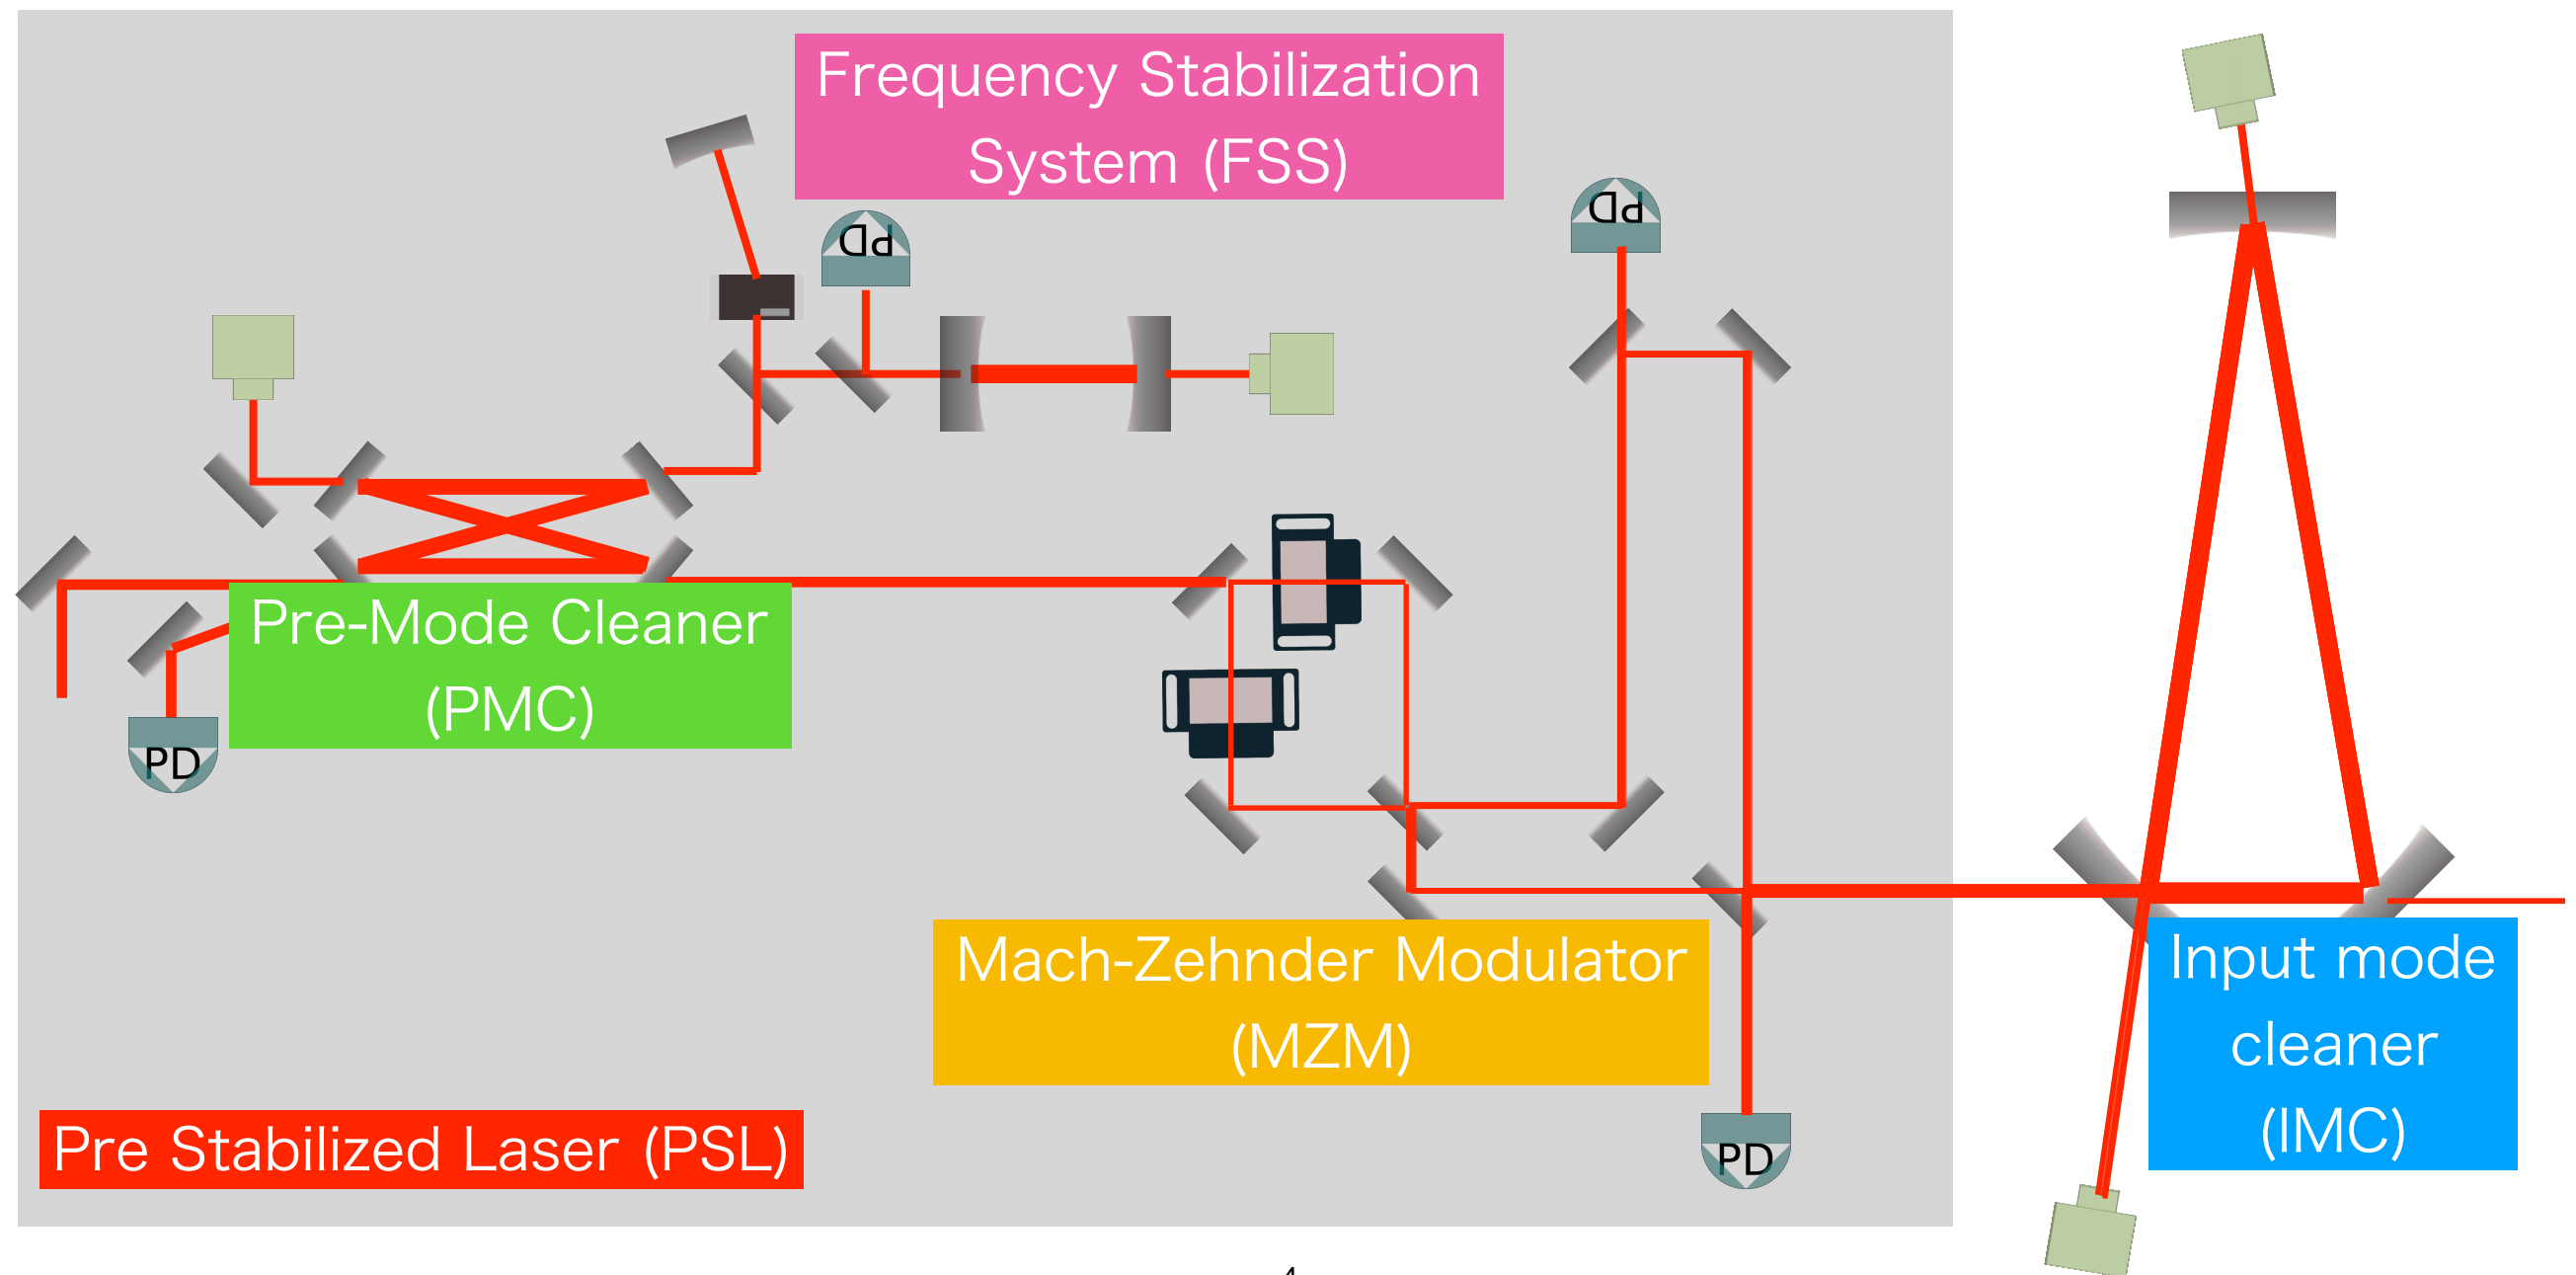 Frequency Stabilization
System (FSS)
PD
PD
Pre-Mode Cleaner
(PMC)
PD
Mach-Zehnder Modulator
(MZM)
Input mode
cleaner
(IMC)
Pre Stabilized Laser (PSL)
PD
4